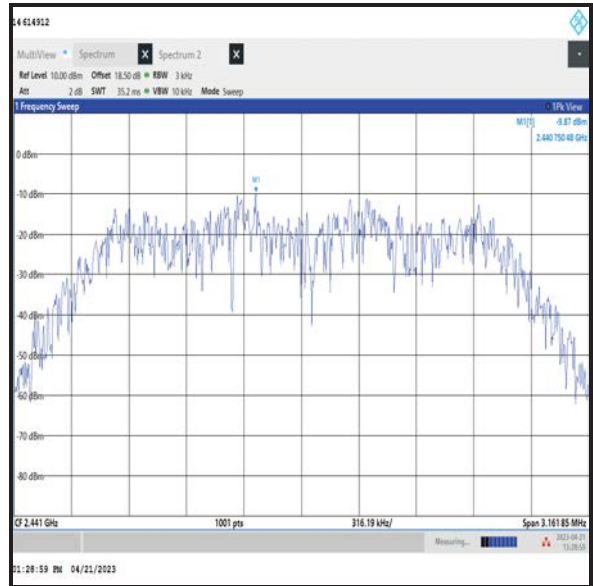 14 614912
MultiView Spectrum X Spectrum 2 X
Ref Level 10.00 dBm Offset 18.50 dB RBW 3 kHz
Att 2 dB SWT 35.2 ms VBW 10 kHz Mode Sweep
1 Frequency Sweep 1Pk View
M1[1] -9.87 dBm
2.440 750 48 GHz
0 dBm
M1
-10 dBm
-20 dBm
-30 dBm
-40 dBm
-50 dBm
-60 dBm
-70 dBm
-80 dBm
CF 2.441 GHz 1001 pts 316.19 kHz/ Span 3.16185 MHz
Measuring... 2023-04-21
13:28:59
01:28:59 PM 04/21/2023